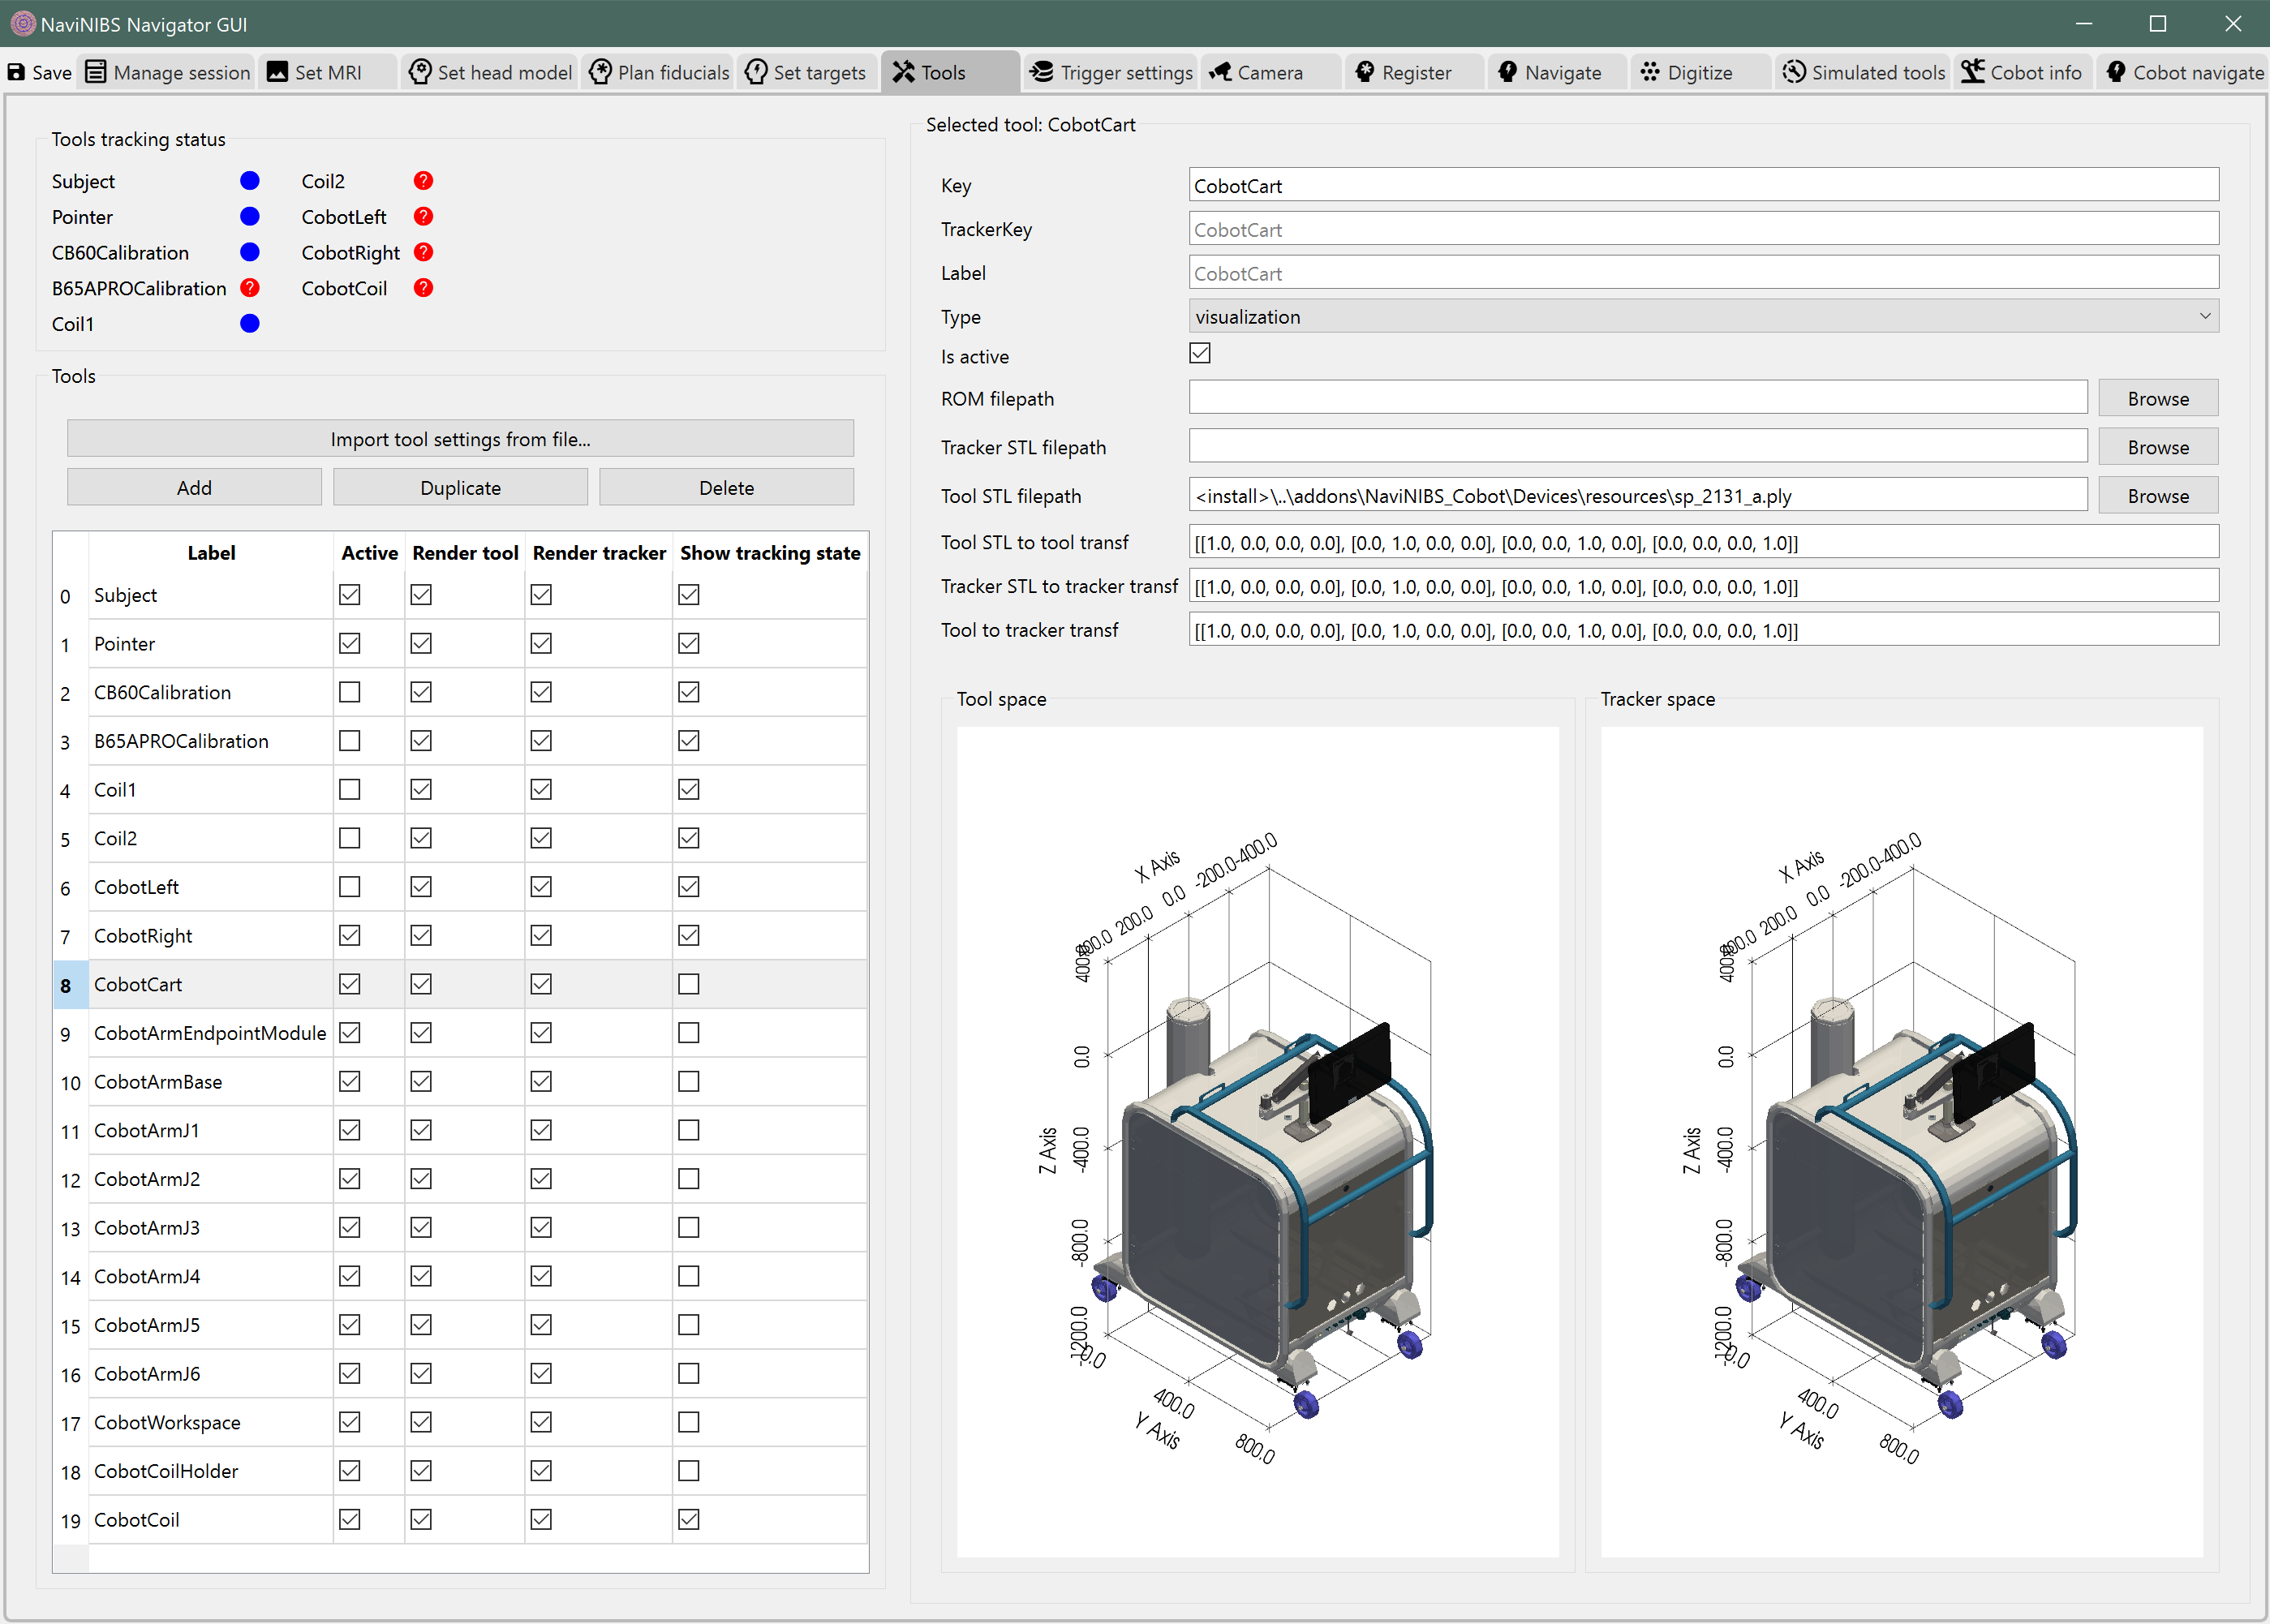 NaviNIBS Navigator GUI
Save Manage session Set MRI Set head model Plan fiducials Set targets Tools Trigger settings Camera Register Navigate Digitize Simulated tools Cobot info Cobot navigate
Tools tracking status
Subject Coil2 ?
Pointer CobotLeft ?
CB60Calibration CobotRight ?
B65APROCalibration ? CobotCoil ?
Coil1
Tools
Import tool settings from file...
Add Duplicate Delete
Label Active Render tool Render tracker Show tracking state
0 Subject
1 Pointer
2 CB60Calibration
3 B65APROCalibration
4 Coil1
5 Coil2
6 CobotLeft
7 CobotRight
8 CobotCart
9 CobotArmEndpointModule
10 CobotArmBase
11 CobotArmJ1
12 CobotArmJ2
13 CobotArmJ3
14 CobotArmJ4
15 CobotArmJ5
16 CobotArmJ6
17 CobotWorkspace
18 CobotCoilHolder
19 CobotCoil
Selected tool: CobotCart
Key CobotCart
TrackerKey CobotCart
Label CobotCart
Type visualization
Is active
ROM filepath Browse
Tracker STL filepath Browse
Tool STL filepath <install>\..\addons\NaviNIBS_Cobot\Devices\resources\sp_2131_a.ply Browse
Tool STL to tool transf [[1.0, 0.0, 0.0, 0.0], [0.0, 1.0, 0.0, 0.0], [0.0, 0.0, 1.0, 0.0], [0.0, 0.0, 0.0, 1.0]]
Tracker STL to tracker transf [[1.0, 0.0, 0.0, 0.0], [0.0, 1.0, 0.0, 0.0], [0.0, 0.0, 1.0, 0.0], [0.0, 0.0, 0.0, 1.0]]
Tool to tracker transf [[1.0, 0.0, 0.0, 0.0], [0.0, 1.0, 0.0, 0.0], [0.0, 0.0, 1.0, 0.0], [0.0, 0.0, 0.0, 1.0]]
Tool space
X Axis
400.0 200.0 0.0 -200.0 -400.0
Z Axis
400.0 0.0 -400.0 -800.0 -1200.0
0.0 400.0 800.0
Y Axis
Tracker space
X Axis
400.0 200.0 0.0 -200.0 -400.0
Z Axis
400.0 0.0 -400.0 -800.0 -1200.0
0.0 400.0 800.0
Y Axis